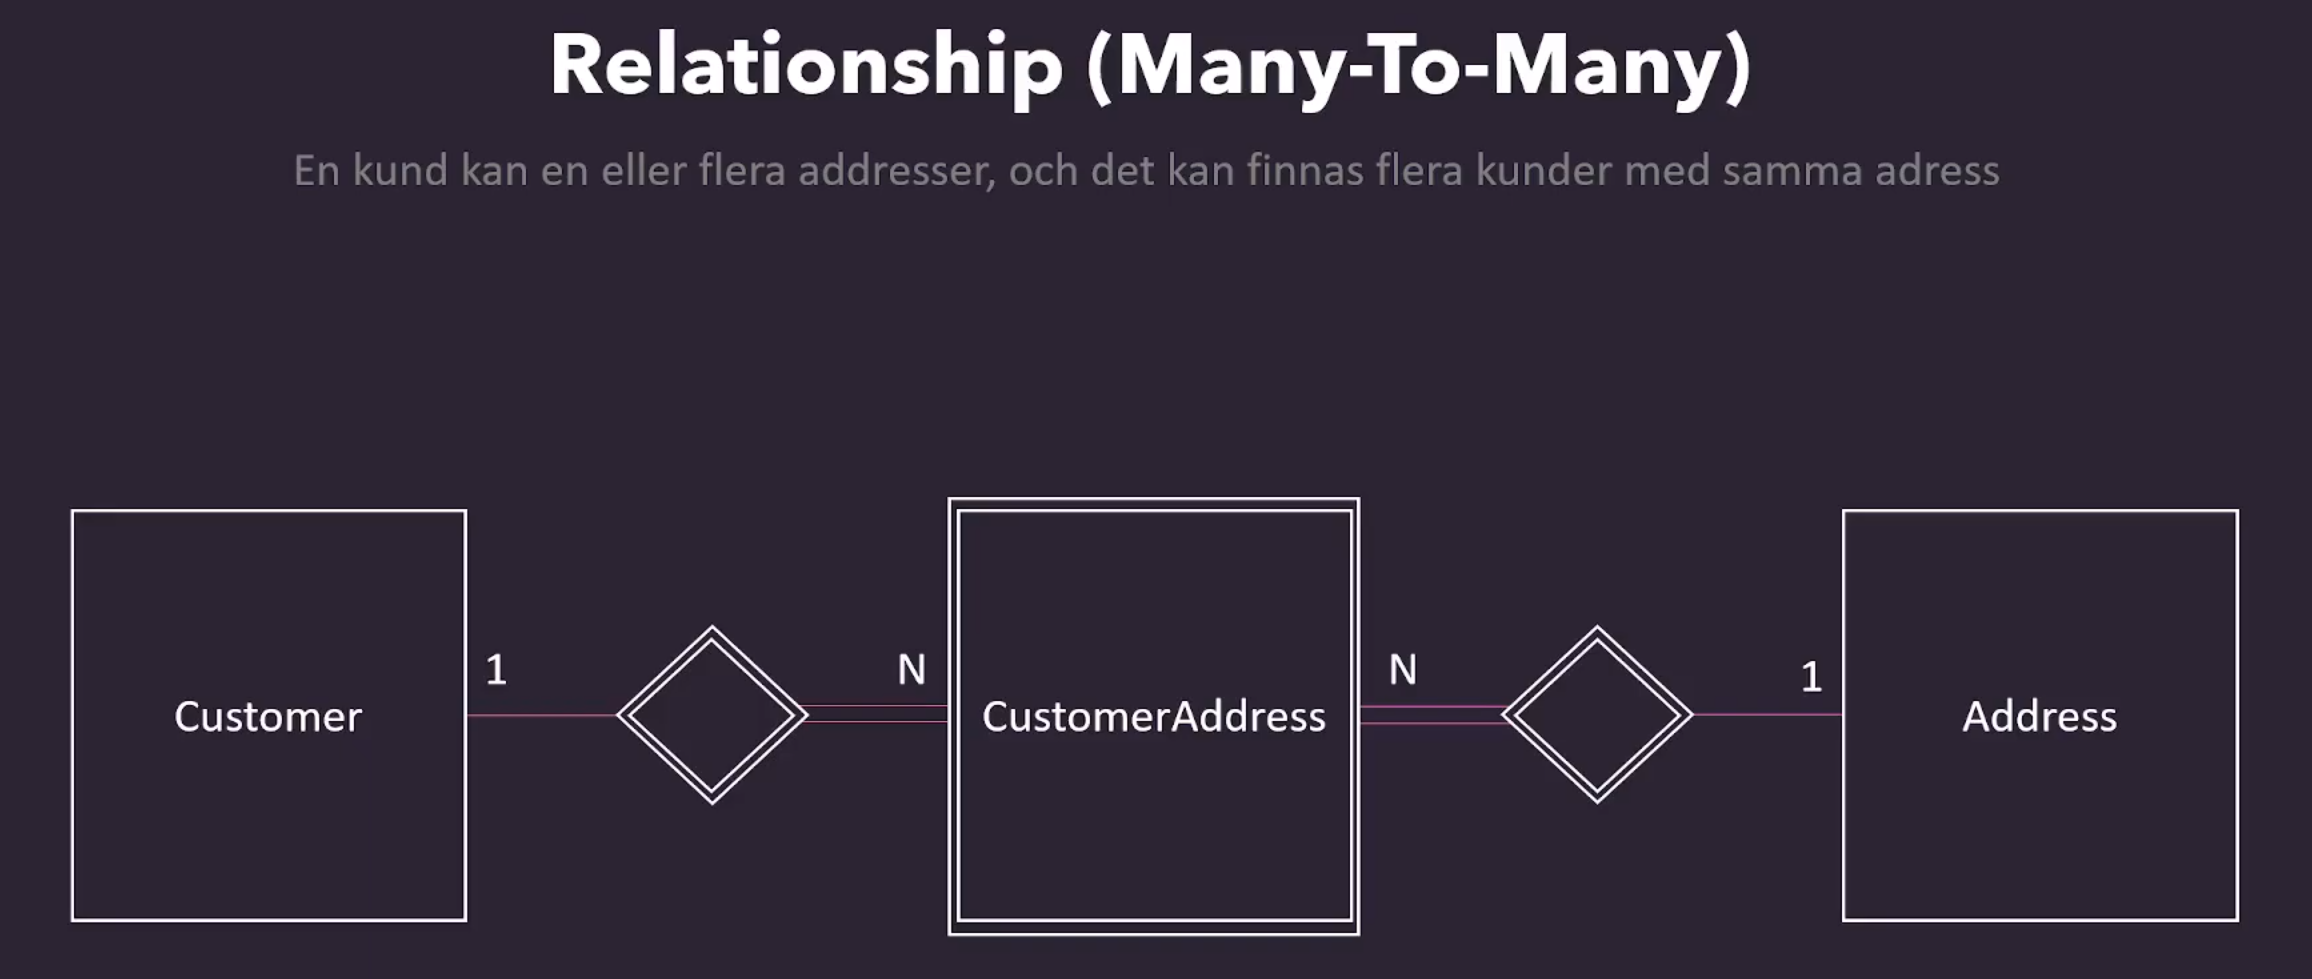 Relationship (Many-To-Many)
En kund kan en eller flera addresser, och det kan finnas flera kunder med samma adress
Customer
1
N
CustomerAddress
N
1
Address